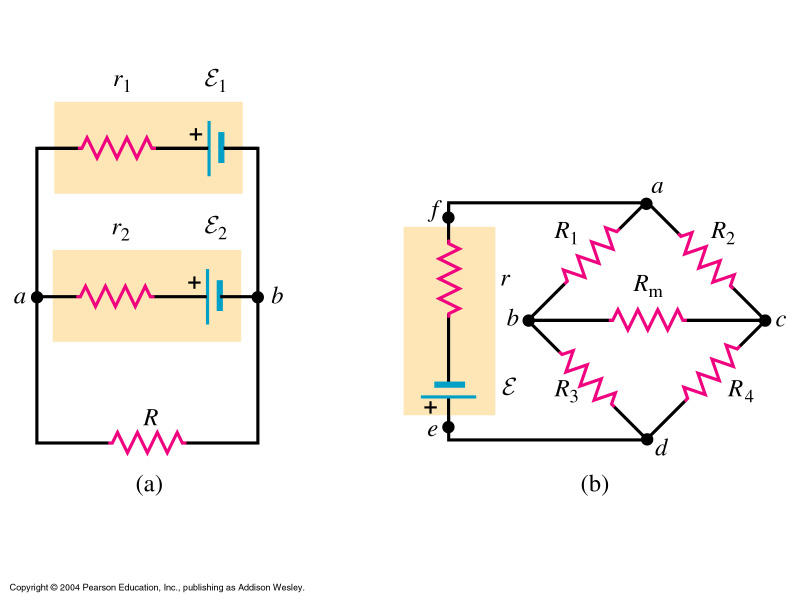 r1 ℰ1
+
r2 ℰ2
+
a b
R
(a)
a
f
R1 R2
r
Rm
b c
ℰ
R3 R4
+
e
d
(b)
Copyright © 2004 Pearson Education, Inc., publishing as Addison Wesley.